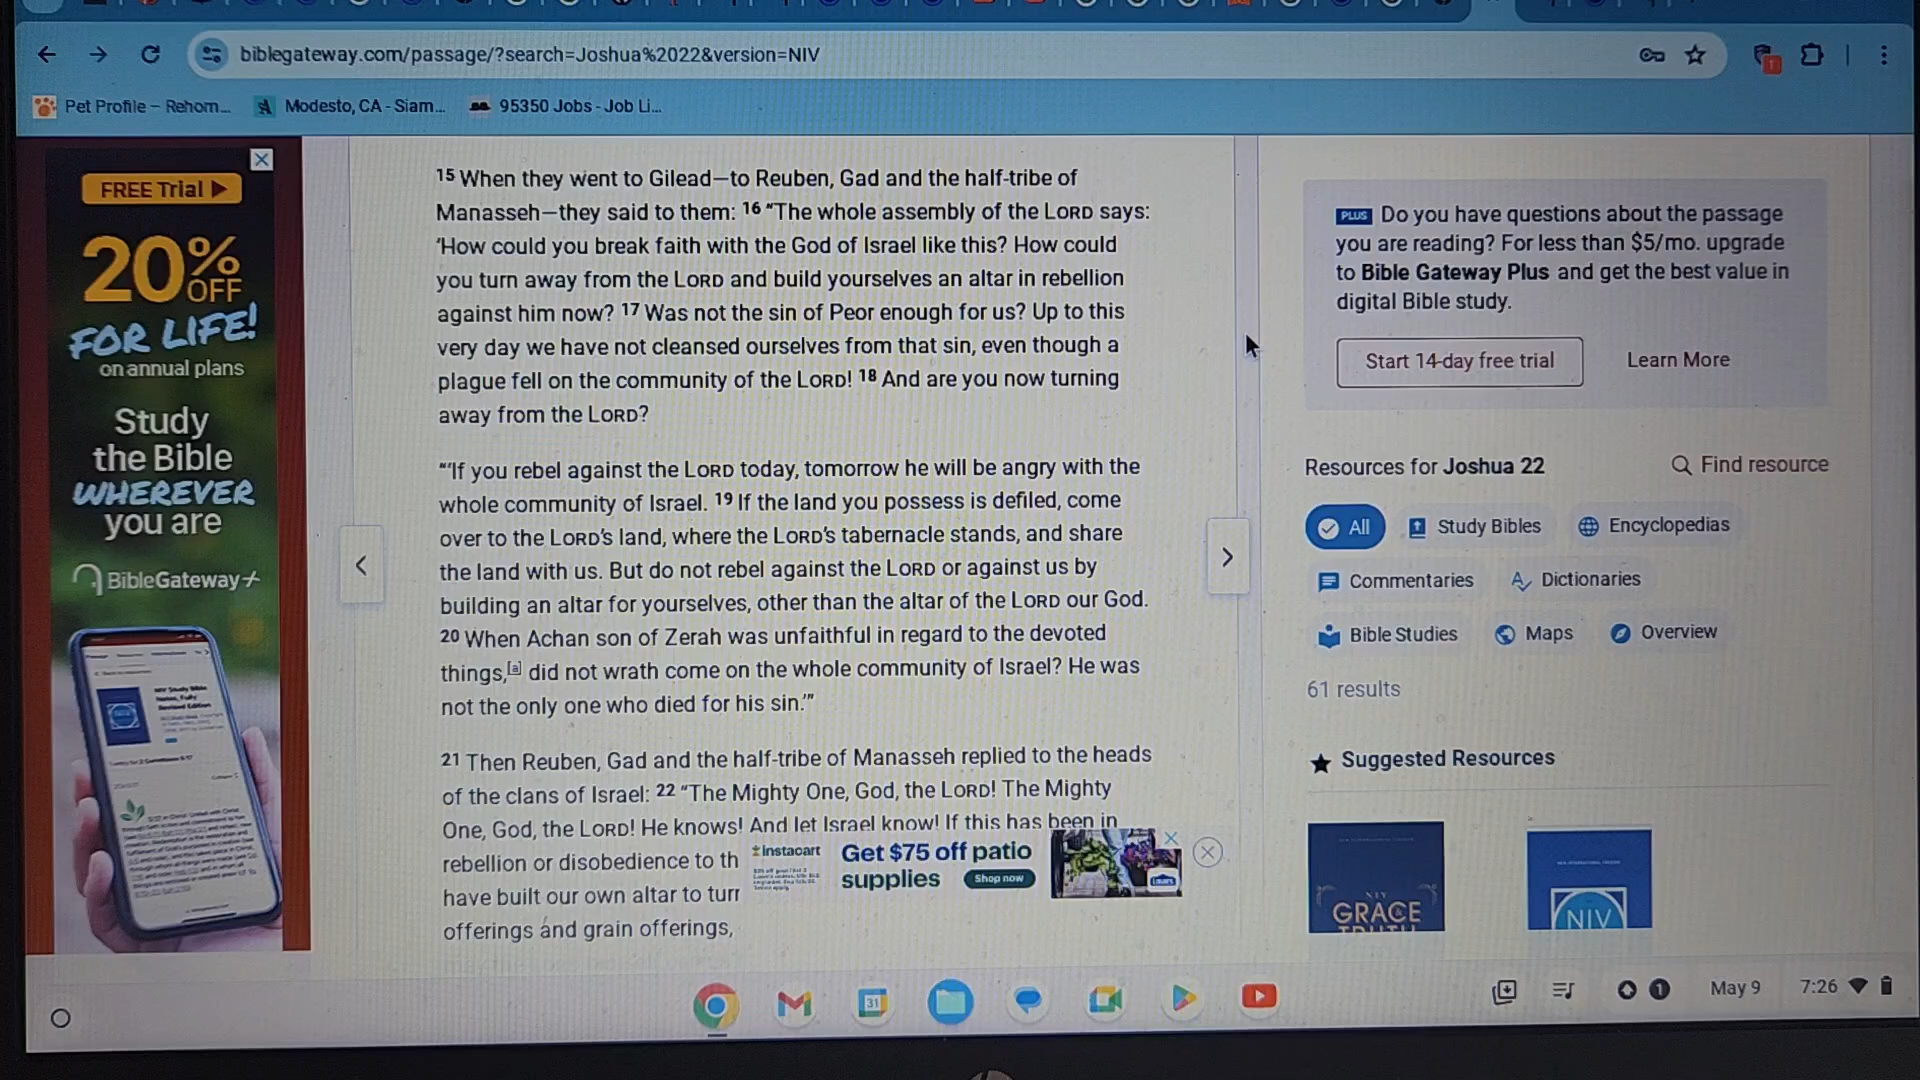 biblegateway.com/passage/?search=Joshua%2022&version=NIV
1
Pet Profile – Rehom...
Modesto, CA - Siam...
95350 Jobs - Job Li...
FREE Trial
20% OFF
FOR LIFE!
on annual plans
Study
the Bible
WHEREVER
you are
BibleGateway+
15 When they went to Gilead—to Reuben, Gad and the half-tribe of
Manasseh—they said to them: 16 “The whole assembly of the LORD says:
‘How could you break faith with the God of Israel like this? How could
you turn away from the LORD and build yourselves an altar in rebellion
against him now? 17 Was not the sin of Peor enough for us? Up to this
very day we have not cleansed ourselves from that sin, even though a
plague fell on the community of the LORD! 18 And are you now turning
away from the LORD?
“‘If you rebel against the LORD today, tomorrow he will be angry with the
whole community of Israel. 19 If the land you possess is defiled, come
over to the LORD’s land, where the LORD’s tabernacle stands, and share
the land with us. But do not rebel against the LORD or against us by
building an altar for yourselves, other than the altar of the LORD our God.
20 When Achan son of Zerah was unfaithful in regard to the devoted
things,[a] did not wrath come on the whole community of Israel? He was
not the only one who died for his sin.’”
21 Then Reuben, Gad and the half-tribe of Manasseh replied to the heads
of the clans of Israel: 22 “The Mighty One, God, the LORD! The Mighty
One, God, the LORD! He knows! And let Israel know! If this has been in
rebellion or disobedience to th
have built our own altar to turr
offerings and grain offerings,
instacart
Get $75 off patio
supplies
Shop now
Lowe's
PLUS Do you have questions about the passage
you are reading? For less than $5/mo. upgrade
to Bible Gateway Plus and get the best value in
digital Bible study.
Start 14-day free trial
Learn More
Resources for Joshua 22
Find resource
All
Study Bibles
Encyclopedias
Commentaries
Dictionaries
Bible Studies
Maps
Overview
61 results
Suggested Resources
NIV
GRACE
TRUTH
NIV
31
1
May 9
7:26